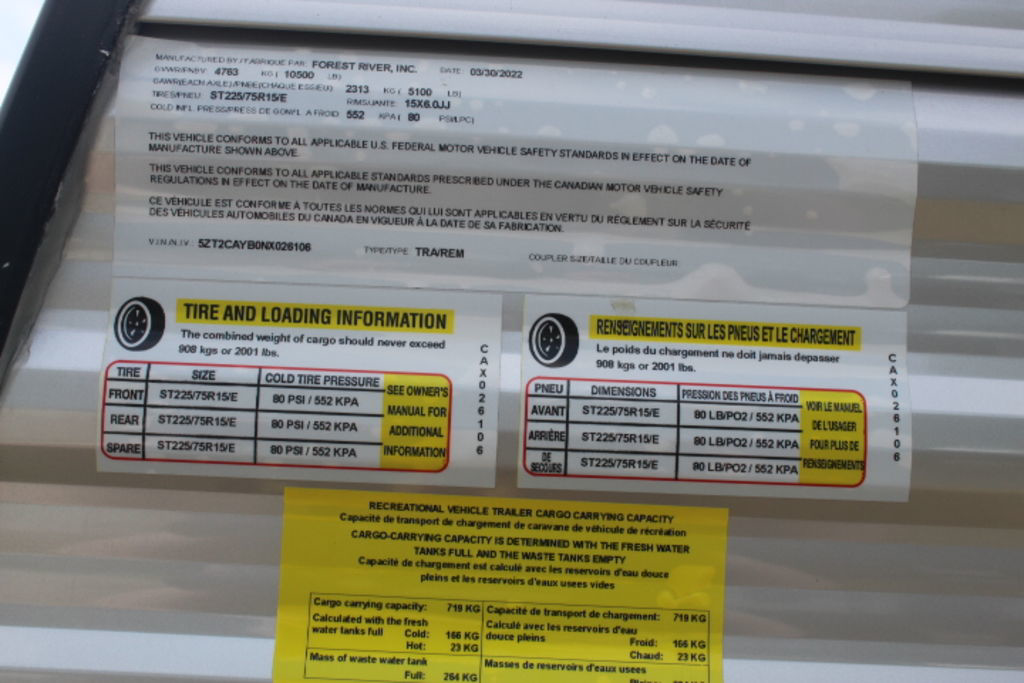 MANUFACTURED BY / FABRIQUE PAR: FOREST RIVER, INC. DATE: 03/30/2022
GVWR/PNBV: 4763 KG ( 10500 LB)
GAWR(EACH AXLE)/PNBE(CHAQUE ESSIEU) 2313 KG ( 5100 LB)
TIRES/PNEU: ST225/75R15/E RIMS/JANTE: 15X6.0JJ
COLD INFL. PRESS/PRESS DE GONFL A FROID 552 KPA ( 80 PSI/LPC)
THIS VEHICLE CONFORMS TO ALL APPLICABLE U.S. FEDERAL MOTOR VEHICLE SAFETY STANDARDS IN EFFECT ON THE DATE OF
MANUFACTURE SHOWN ABOVE.
THIS VEHICLE CONFORMS TO ALL APPLICABLE STANDARDS PRESCRIBED UNDER THE CANADIAN MOTOR VEHICLE SAFETY
REGULATIONS IN EFFECT ON THE DATE OF MANUFACTURE.
CE VÉHICULE EST CONFORME À TOUTES LES NORMES QUI LUI SONT APPLICABLES EN VERTU DU RÉGLEMENT SUR LA SÉCURITÉ
DES VÉHICULES AUTOMOBILES DU CANADA EN VIGUEUR À LA DATE DE SA FABRICATION.
V.I.N./N.I.V.: 5ZT2CAYB0NX026106 TYPE/TYPE: TRA/REM COUPLER SIZE/TAILLE DU COUPLEUR
TIRE AND LOADING INFORMATION
The combined weight of cargo should never exceed
908 kgs or 2001 lbs.
TIRE SIZE COLD TIRE PRESSURE
FRONT ST225/75R15/E 80 PSI / 552 KPA
REAR ST225/75R15/E 80 PSI / 552 KPA
SPARE ST225/75R15/E 80 PSI / 552 KPA
SEE OWNER'S
MANUAL FOR
ADDITIONAL
INFORMATION
CAX026106
RENSEIGNEMENTS SUR LES PNEUS ET LE CHARGEMENT
Le poids du chargement ne doit jamais depasser
908 kgs or 2001 lbs.
PNEU DIMENSIONS PRESSION DES PNEUS À FROID
AVANT ST225/75R15/E 80 LB/PO2 / 552 KPA
ARRIÈRE ST225/75R15/E 80 LB/PO2 / 552 KPA
DE
SECOURS ST225/75R15/E 80 LB/PO2 / 552 KPA
VOIR LE MANUEL
DE L'USAGER
POUR PLUS DE
RENSEIGNEMENTS
CAX026106
RECREATIONAL VEHICLE TRAILER CARGO CARRYING CAPACITY
Capacité de transport de chargement de caravane de véhicule de récréation
CARGO-CARRYING CAPACITY IS DETERMINED WITH THE FRESH WATER
TANKS FULL AND THE WASTE TANKS EMPTY
Capacité de chargement est calculé avec les reservoirs d'eau douce
pleins et les reservoirs d'eaux usees vides
Cargo carrying capacity: 719 KG
Calculated with the fresh
water tanks full Cold: 166 KG
Hot: 23 KG
Mass of waste water tank
Full: 264 KG
Capacité de transport de chargement: 719 KG
Calculé avec les reservoirs d'eau
douce pleins Froid: 166 KG
Chaud: 23 KG
Masses de reservoirs d'eaux usees